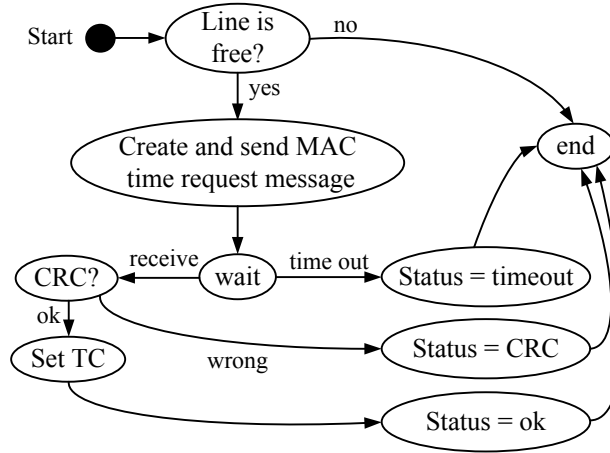 Start
Line is
free?
no
yes
Create and send MAC
time request message
end
CRC?
receive
wait
time out
Status = timeout
ok
Set TC
wrong
Status = CRC
Status = ok